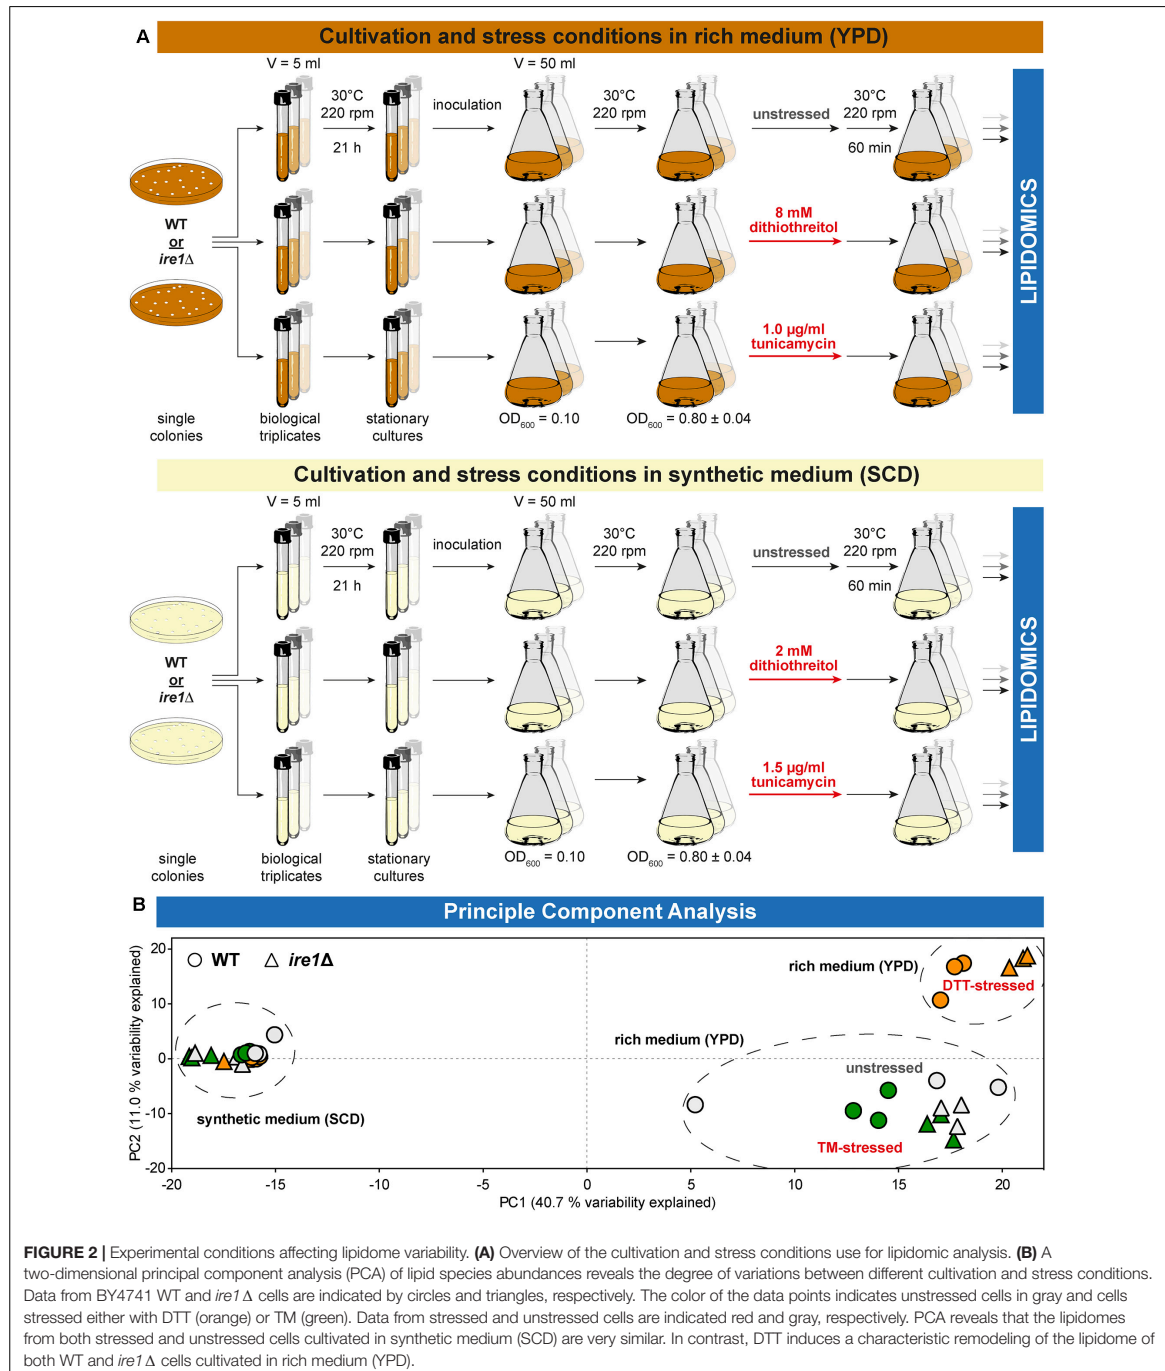 A
Cultivation and stress conditions in rich medium (YPD)
V = 5 ml
V = 50 ml
30°C
220 rpm
21 h
inoculation
30°C
220 rpm
unstressed
30°C
220 rpm
60 min
WT
or
ire1Δ
8 mM
dithiothreitol
1.0 µg/ml
tunicamycin
LIPIDOMICS
single
colonies
biological
triplicates
stationary
cultures
OD600 = 0.10
OD600 = 0.80 ± 0.04
Cultivation and stress conditions in synthetic medium (SCD)
V = 5 ml
V = 50 ml
30°C
220 rpm
21 h
inoculation
30°C
220 rpm
unstressed
30°C
220 rpm
60 min
WT
or
ire1Δ
2 mM
dithiothreitol
1.5 µg/ml
tunicamycin
LIPIDOMICS
single
colonies
biological
triplicates
stationary
cultures
OD600 = 0.10
OD600 = 0.80 ± 0.04
B
Principle Component Analysis
PC2 (11.0 % variability explained)
20
10
0
-10
-20
WT
ire1Δ
rich medium (YPD)
DTT-stressed
rich medium (YPD)
unstressed
TM-stressed
synthetic medium (SCD)
-20
-15
-10
-5
0
5
10
15
20
PC1 (40.7 % variability explained)
FIGURE 2 | Experimental conditions affecting lipidome variability. (A) Overview of the cultivation and stress conditions use for lipidomic analysis. (B) A
two-dimensional principal component analysis (PCA) of lipid species abundances reveals the degree of variations between different cultivation and stress conditions.
Data from BY4741 WT and ire1Δ cells are indicated by circles and triangles, respectively. The color of the data points indicates unstressed cells in gray and cells
stressed either with DTT (orange) or TM (green). Data from stressed and unstressed cells are indicated red and gray, respectively. PCA reveals that the lipidomes
from both stressed and unstressed cells cultivated in synthetic medium (SCD) are very similar. In contrast, DTT induces a characteristic remodeling of the lipidome of
both WT and ire1Δ cells cultivated in rich medium (YPD).